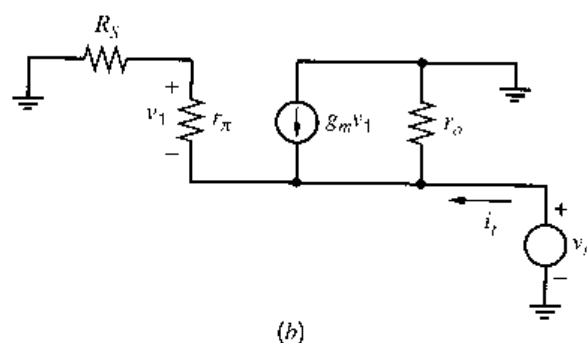 R_S
+
v_1 r_π
−
g_m v_1
r_o
i_t
+
v_t
−
(b)